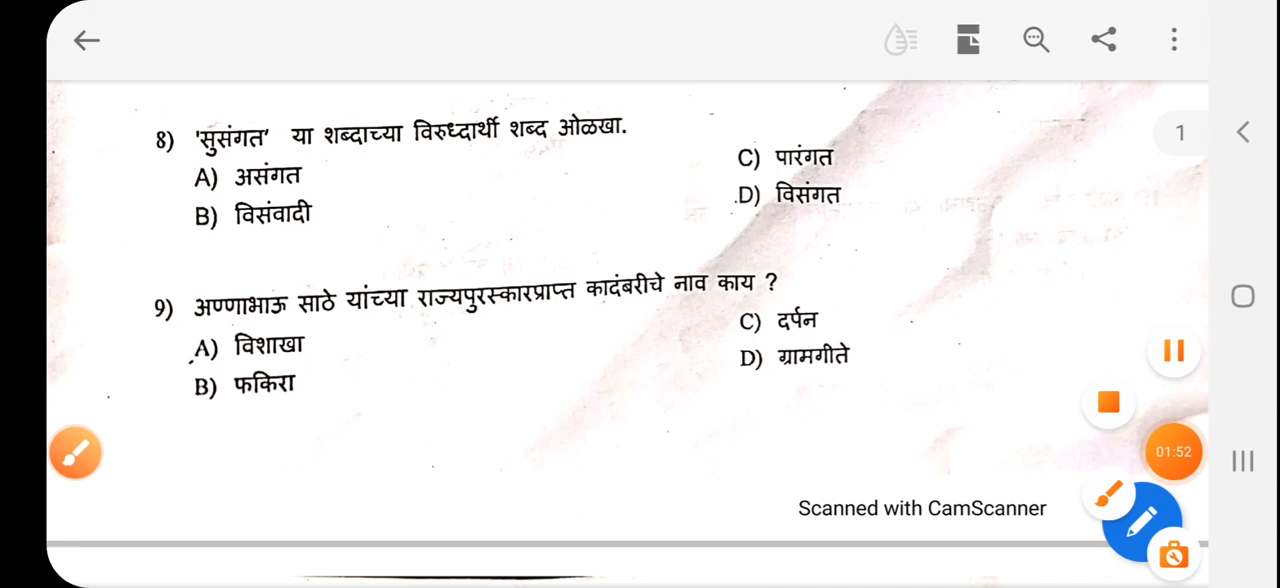 1
8) 'सुसंगत' या शब्दाच्या विरुध्दार्थी शब्द ओळखा.
A) असंगत
B) विसंवादी
C) पारंगत
D) विसंगत
9) अण्णाभाऊ साठे यांच्या राज्यपुरस्कारप्राप्त कादंबरीचे नाव काय ?
A) विशाखा
B) फकिरा
C) दर्पन
D) ग्रामगीते
01:52
Scanned with CamScanner